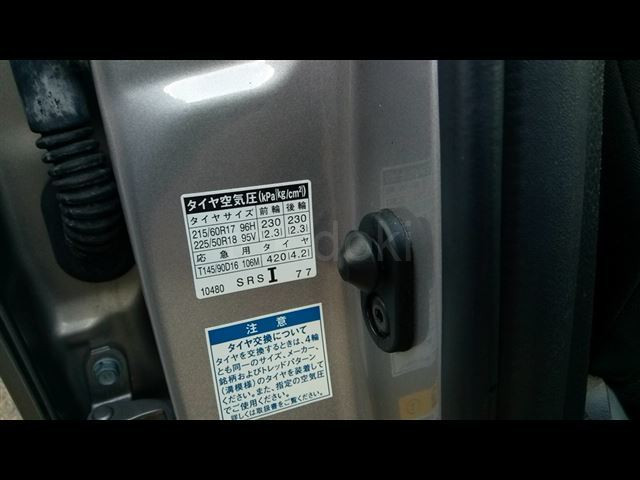 タイヤ空気圧(kPa{kg/cm²})
タイヤサイズ 前輪 後輪
215/60R17 96H 230 230
225/50R18 95V {2.3} {2.3}
応急用タイヤ
T145/90D16 106M 420{4.2}
10480 SRS I 77
注意
タイヤ交換について
タイヤを交換するときは、4輪
とも同一のサイズ、メーカー、
銘柄およびトレッドパターン
(溝模様)のタイヤを装着して
ください。また、指定の空気圧
でご使用ください。
詳しくは取扱書をご覧ください。